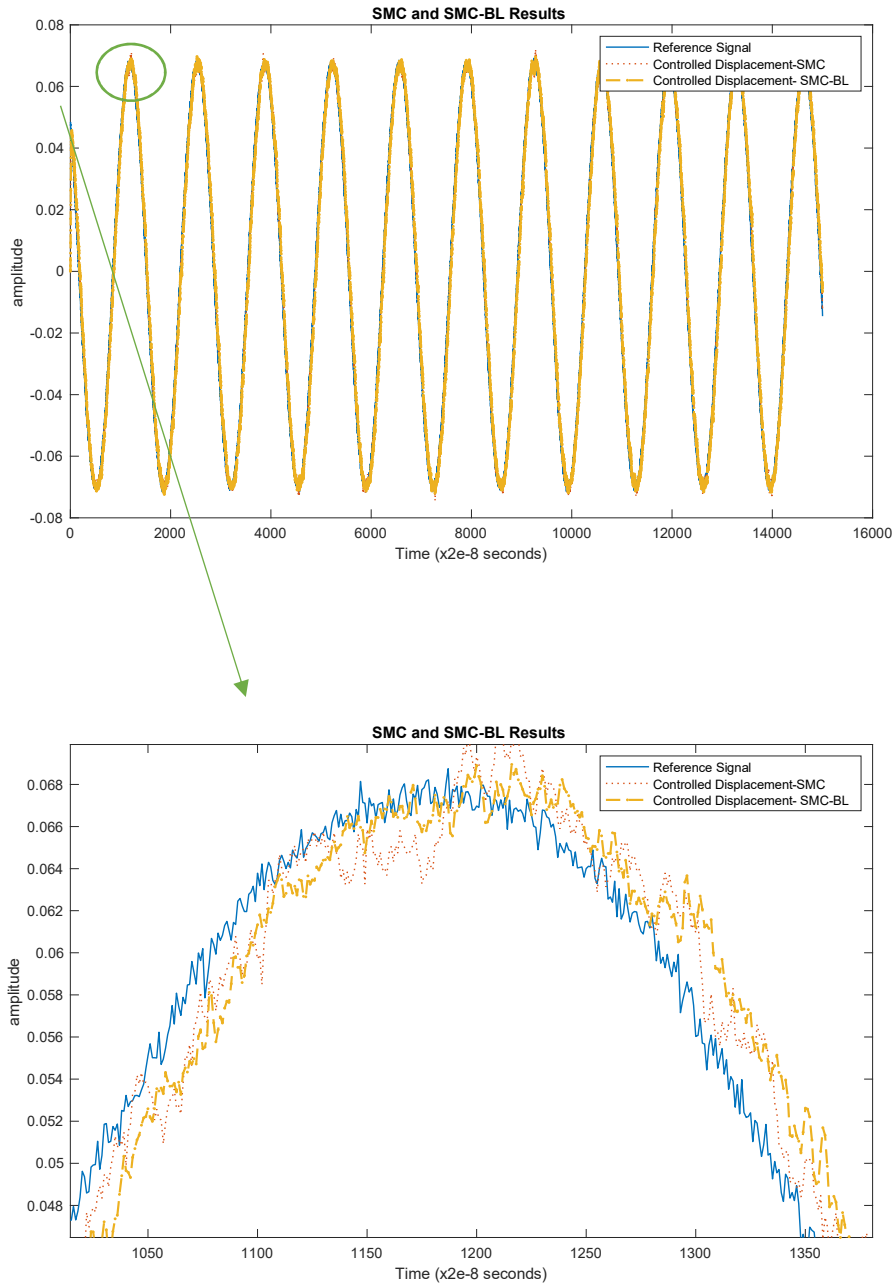 SMC and SMC-BL Results
0.08
0.06
0.04
0.02
0
-0.02
-0.04
-0.06
-0.08
amplitude
Reference Signal
Controlled Displacement-SMC
Controlled Displacement- SMC-BL
0 2000 4000 6000 8000 10000 12000 14000 16000
Time (x2e-8 seconds)
SMC and SMC-BL Results
0.068
0.066
0.064
0.062
0.06
0.058
0.056
0.054
0.052
0.05
0.048
amplitude
Reference Signal
Controlled Displacement-SMC
Controlled Displacement- SMC-BL
1050 1100 1150 1200 1250 1300 1350
Time (x2e-8 seconds)